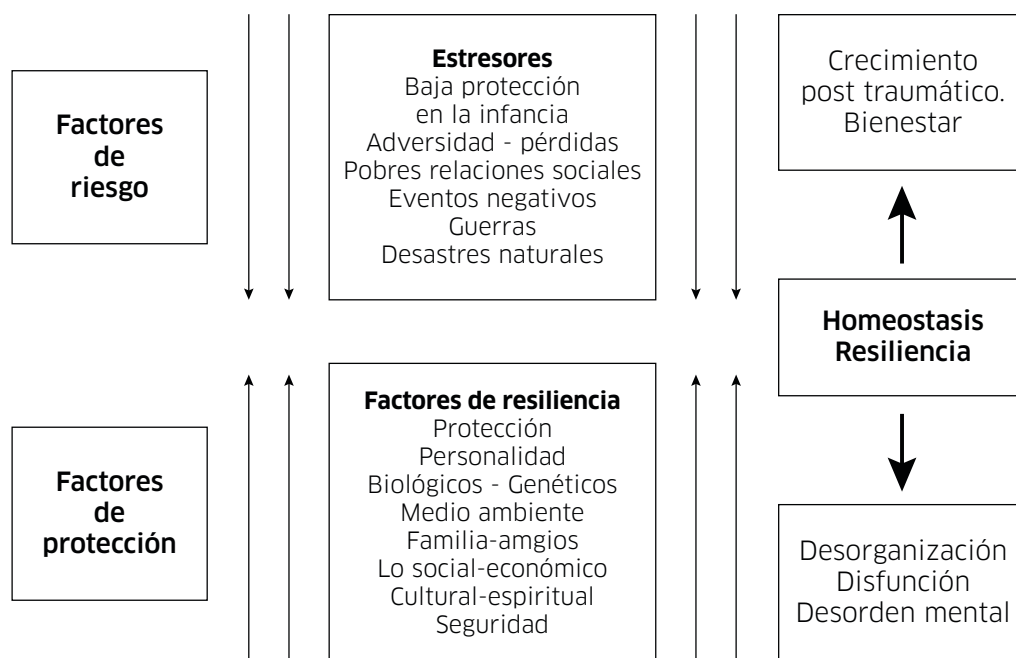 Factores
de
riesgo
Estresores
Baja protección
en la infancia
Adversidad - pérdidas
Pobres relaciones sociales
Eventos negativos
Guerras
Desastres naturales
Crecimiento
post traumático.
Bienestar
Homeostasis
Resiliencia
Factores
de
protección
Factores de resiliencia
Protección
Personalidad
Biológicos - Genéticos
Medio ambiente
Familia-amgios
Lo social-económico
Cultural-espiritual
Seguridad
Desorganización
Disfunción
Desorden mental